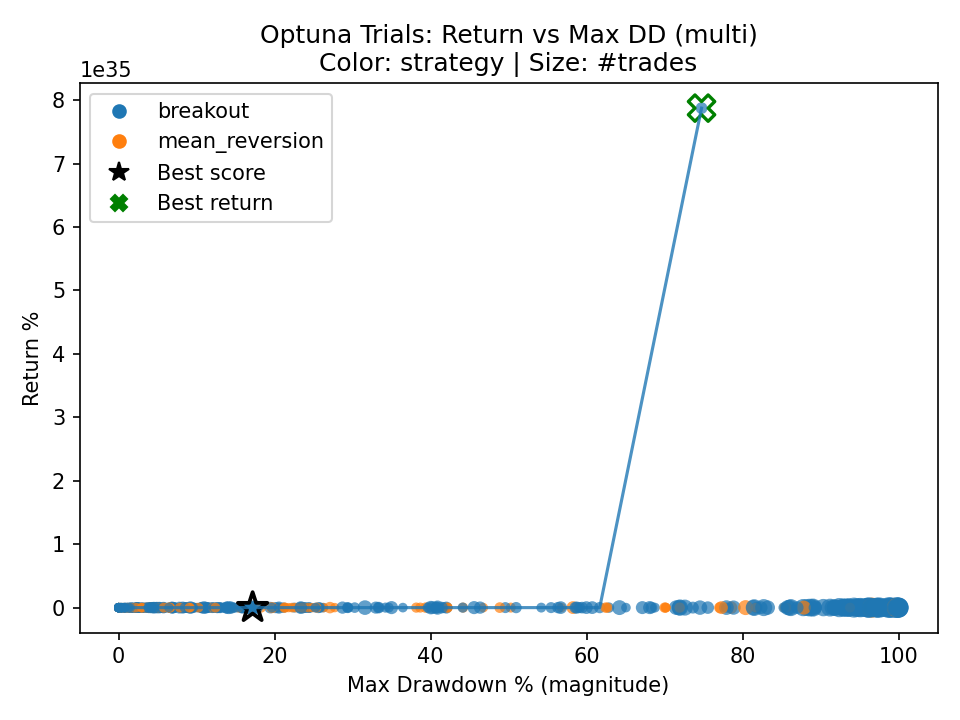 Optuna Trials: Return vs Max DD (multi)
Color: strategy | Size: #trades
1e35
breakout
mean_reversion
Best score
Best return
8
7
6
5
4
3
2
1
0
Return %
0 20 40 60 80 100
Max Drawdown % (magnitude)